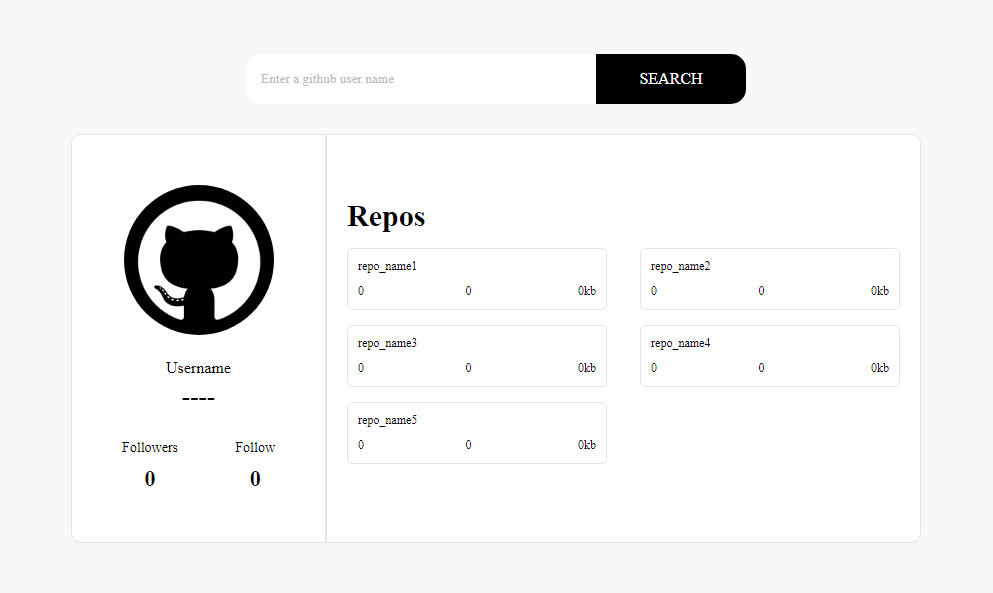 Enter a github user name
SEARCH
Username
----
Followers
Follow
0
0
Repos
repo_name1
0 0 0kb
repo_name2
0 0 0kb
repo_name3
0 0 0kb
repo_name4
0 0 0kb
repo_name5
0 0 0kb